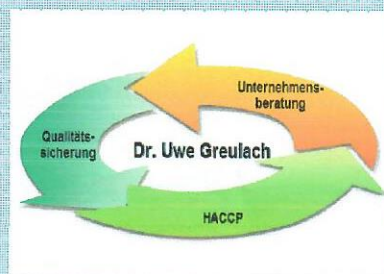 Unternehmens-
beratung
Qualitäts-
sicherung
Dr. Uwe Greulach
HACCP